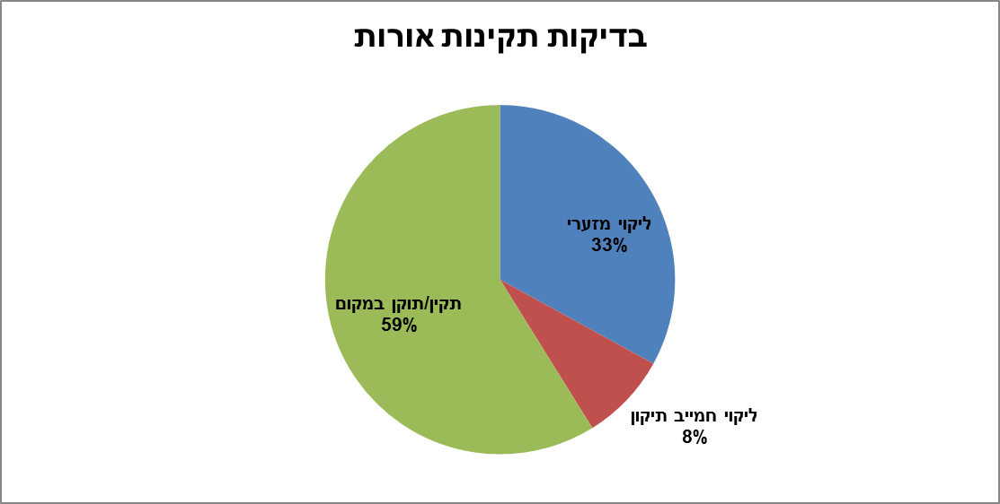 בדיקות תקינות אורות
ליקוי מזערי
33%
תקין/תוקן במקום
59%
ליקוי חמייב תיקון
8%